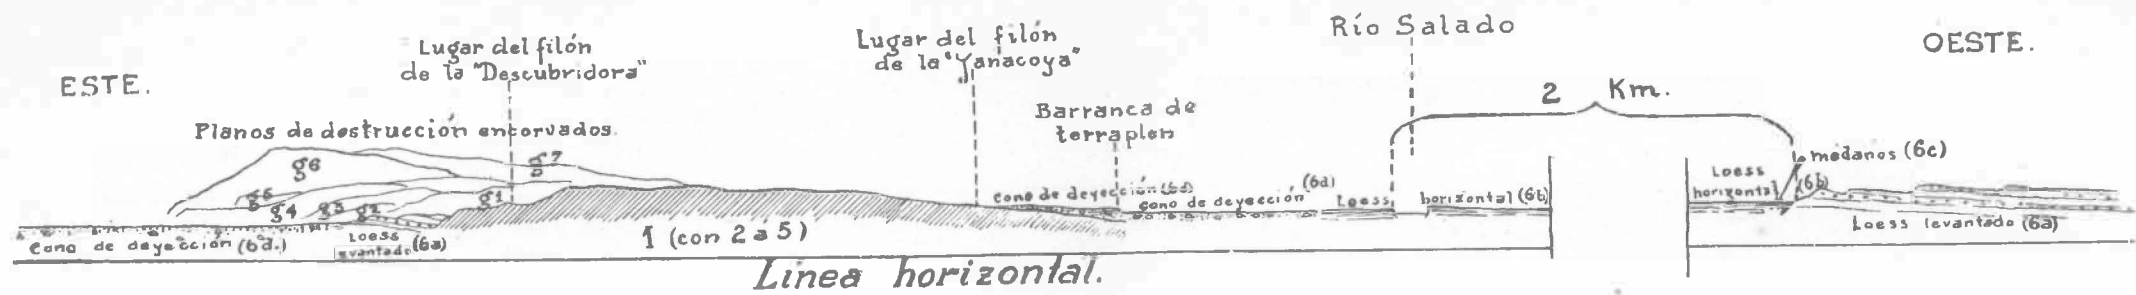 ESTE.
Lugar del filón
de la "Descubridora"
Lugar del filón
de la "Yanacoya"
Río Salado
OESTE.
2 Km.
Barranca de
terraplen
Planos de destrucción encorvados.
g6
g7
g5
g4
g3
g2
g1
medanos (6c)
Loess
horizontal
(6b)
cono de deyección (6d)
cono de deyección (6d)
Loess horizontal (6b)
Cono de deyección (6d.)
Loess
levantado (6a)
1 (con 2 á 5)
Loess levantado (6a)
Línea horizontal.